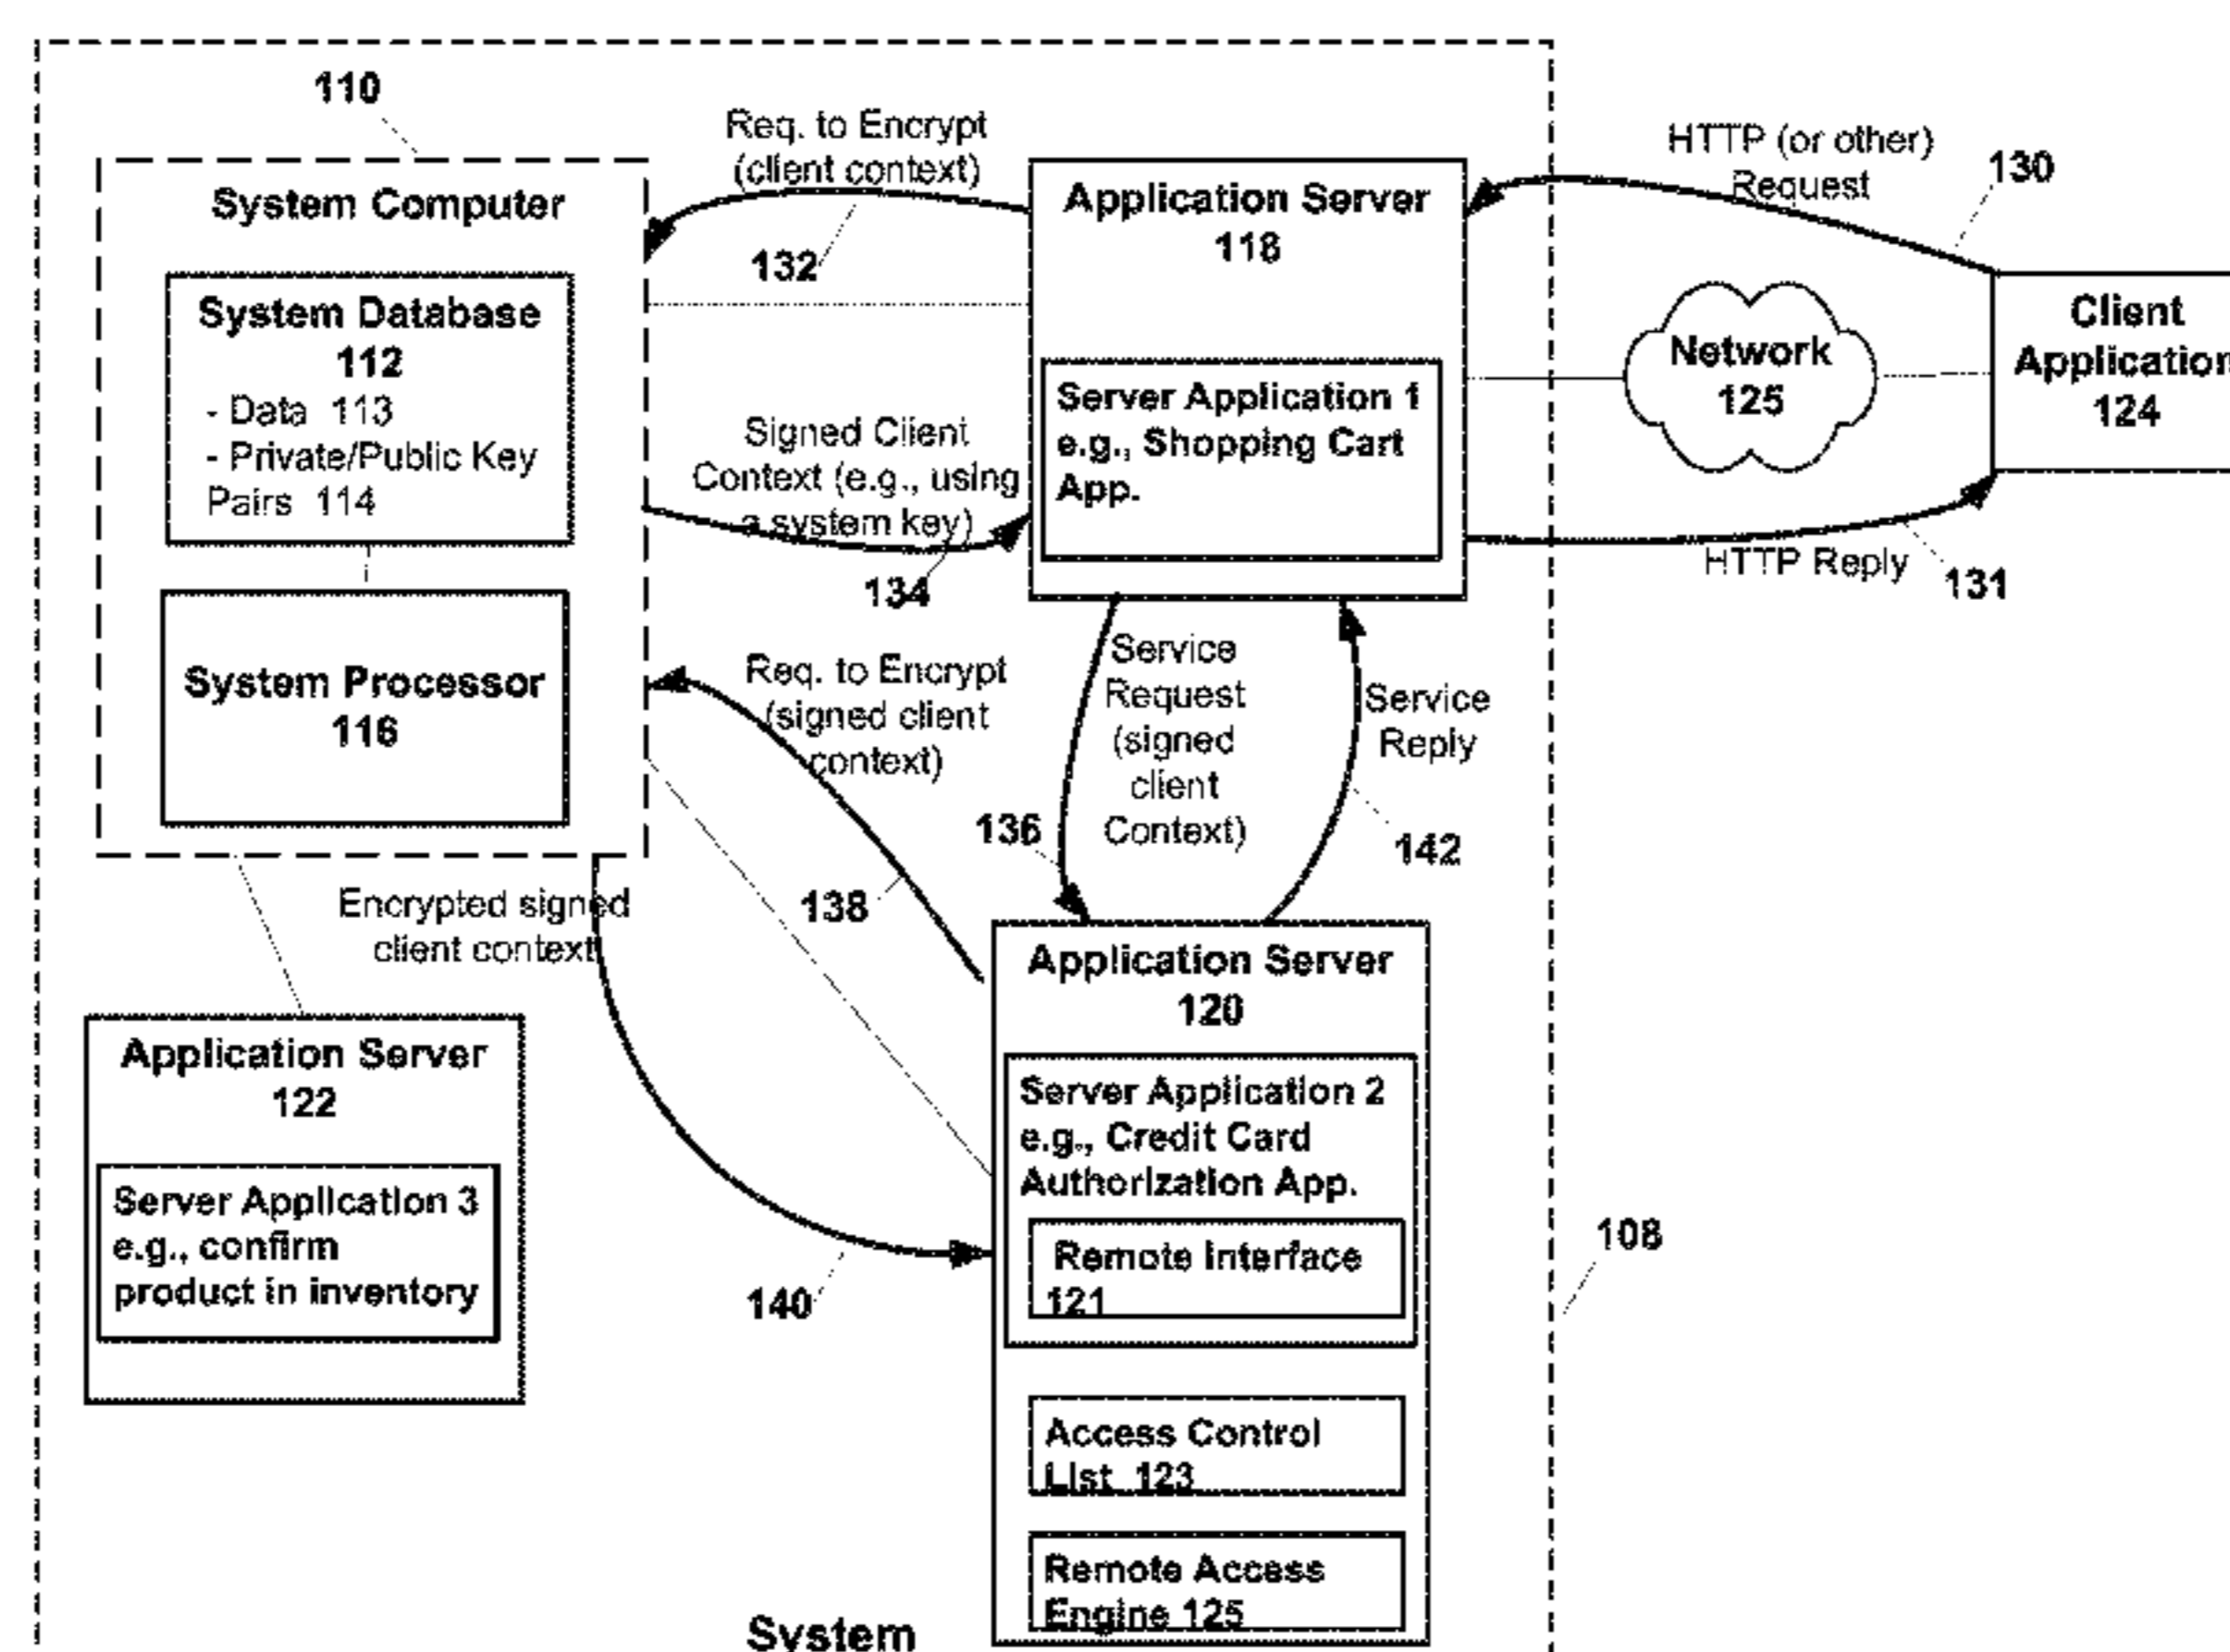 110
System Computer
System Database
112
- Data 113
- Private/Public Key
Pairs 114
System Processor
116
Req. to Encrypt
(client context)
132
Signed Client
Context (e.g., using
a system key)
134
Application Server
118
Server Application 1
e.g., Shopping Cart
App.
HTTP (or other)
Request
130
Network
125
Client
Application
124
HTTP Reply
131
Req. to Encrypt
(signed client
context)
138
Service
Request
(signed
client
Context)
136
Service
Reply
142
Encrypted signed
client context
140
Application Server
122
Server Application 3
e.g., confirm
product in inventory
Application Server
120
Server Application 2
e.g., Credit Card
Authorization App.
Remote Interface
121
Access Control
List 123
Remote Access
Engine 125
108
System